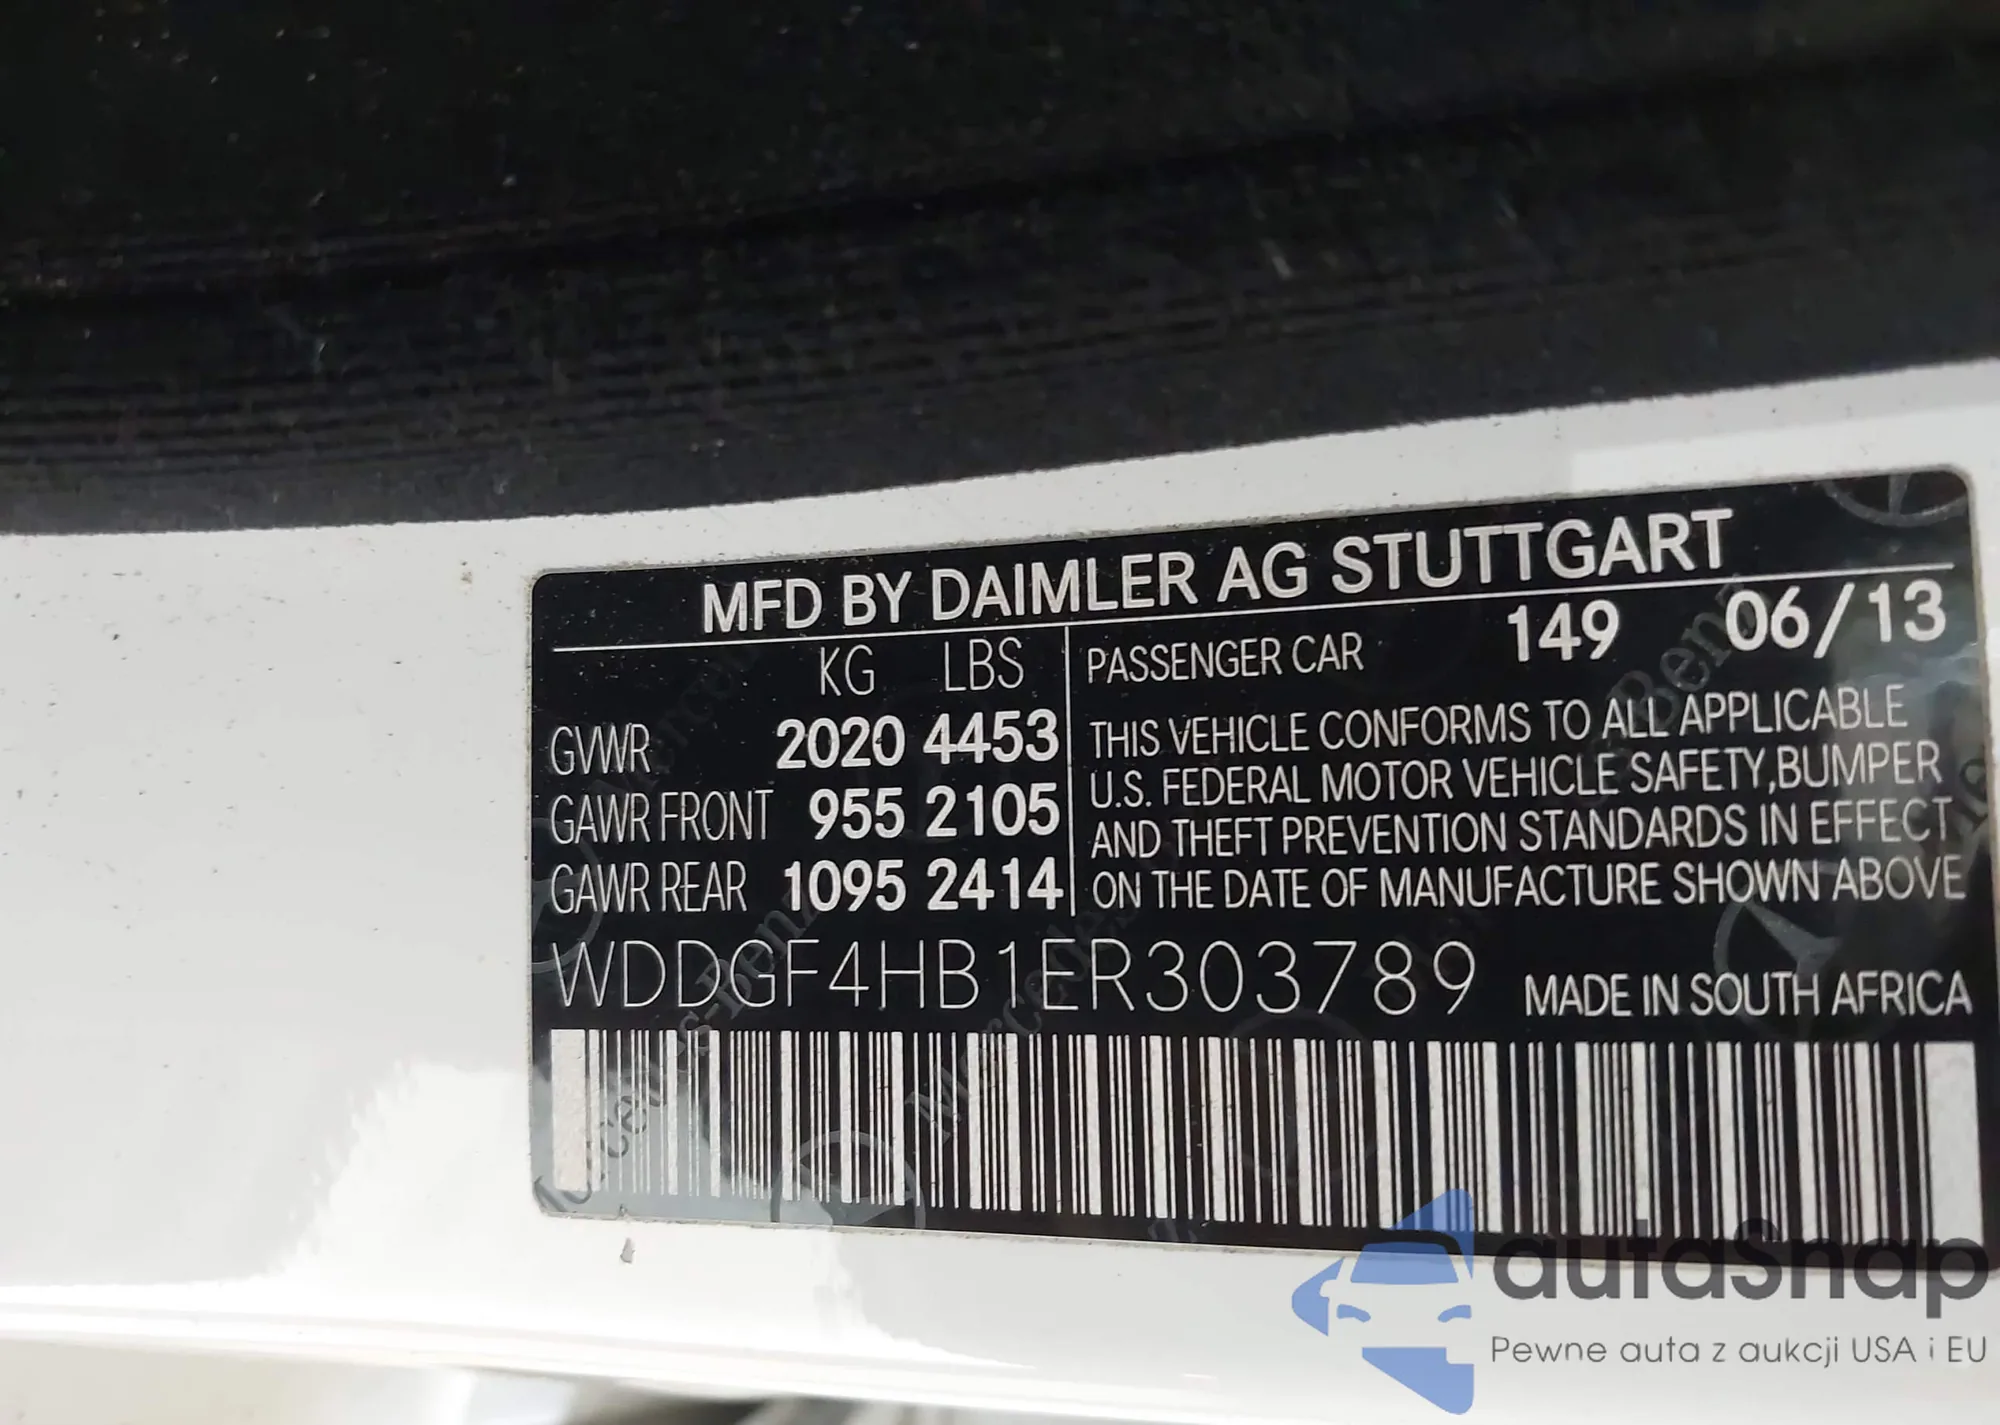 MFD BY DAIMLER AG STUTTGART
KG LBS
PASSENGER CAR 149 06/13
GVWR 2020 4453
GAWR FRONT 955 2105
GAWR REAR 1095 2414
THIS VEHICLE CONFORMS TO ALL APPLICABLE
U.S. FEDERAL MOTOR VEHICLE SAFETY,BUMPER
AND THEFT PREVENTION STANDARDS IN EFFECT
ON THE DATE OF MANUFACTURE SHOWN ABOVE
WDDGF4HB1ER303789
MADE IN SOUTH AFRICA
Mercedes-Benz
autaSnap
Pewne auta z aukcji USA i EU